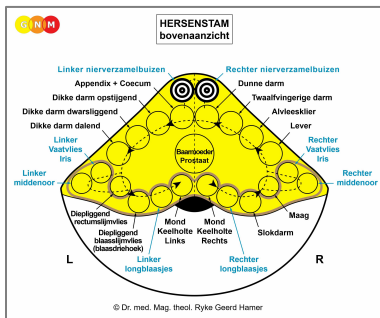 GNM
HERSENSTAM
bovenaanzicht
Linker nierverzamelbuizen
Rechter nierverzamelbuizen
Appendix + Coecum
Dunne darm
Dikke darm opstijgend
Twaalfvingerige darm
Dikke darm dwarsliggend
Alvleesklier
Dikke darm dalend
Lever
Linker
Vaatvlies
Iris
Rechter
Vaatvlies
Iris
Baarmoeder
Prostaat
Linker
middenoor
Rechter
middenoor
Diepliggend
rectumslijmvlies
Diepliggend
blaasslijmvlies
(blaasdriehoek)
Mond
Keelholte
Links
Mond
Keelholte
Rechts
Maag
Slokdarm
Linker
longblaasjes
Rechter
longblaasjes
L
R
© Dr. med. Mag. theol. Ryke Geerd Hamer